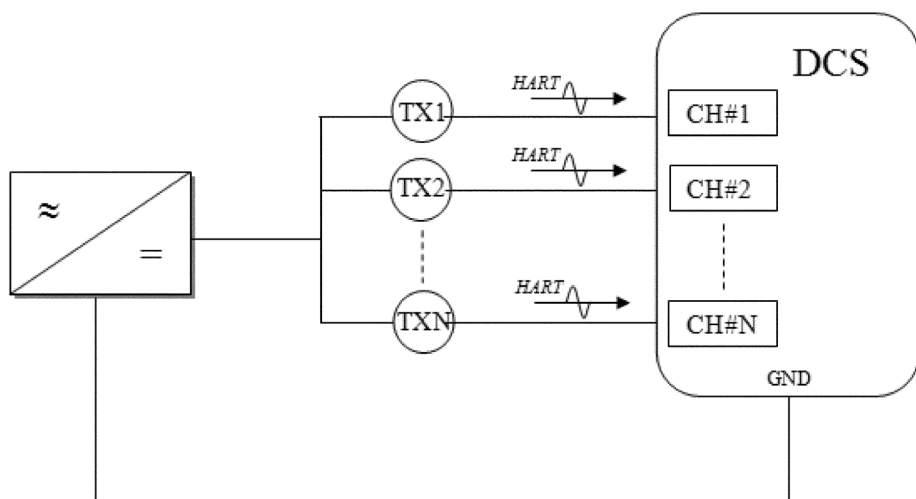 DCS
HART
TX1
CH#1
HART
TX2
CH#2
≈
=
HART
TXN
CH#N
GND